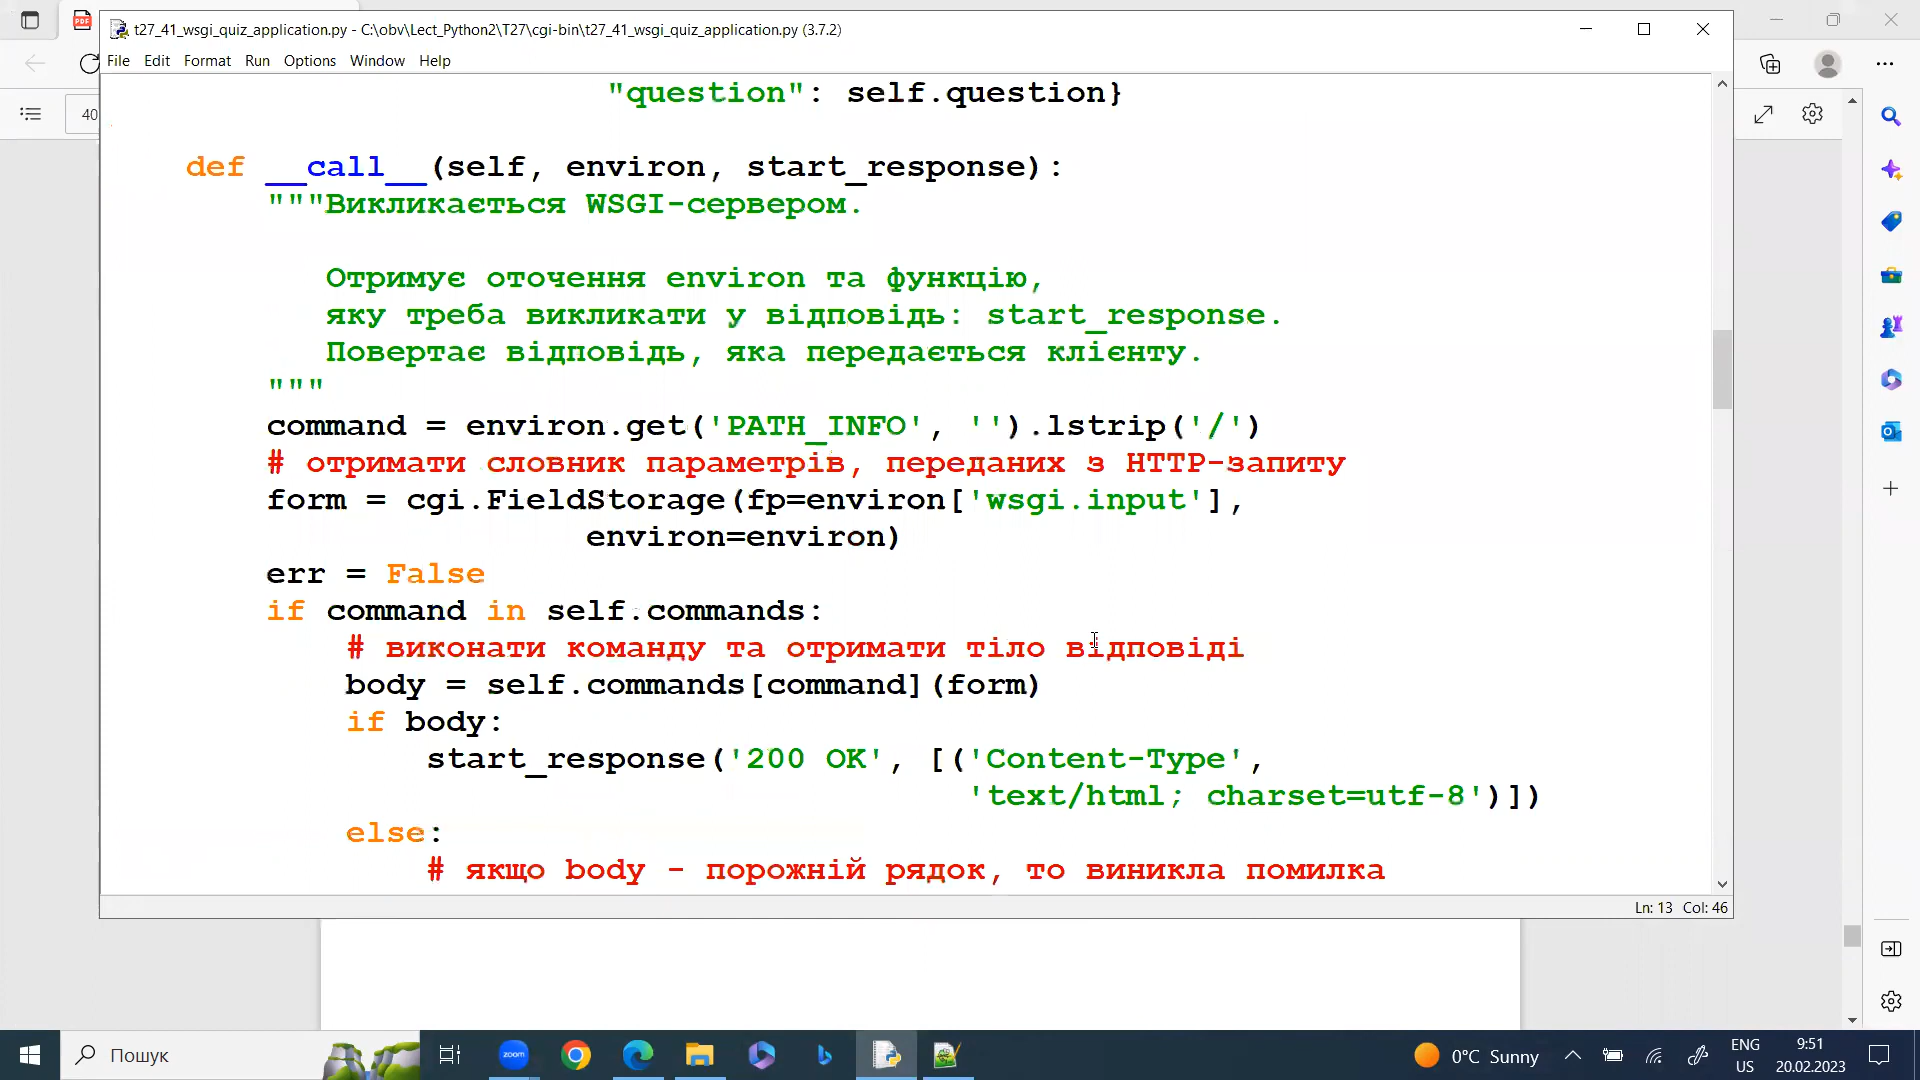 t27_41_wsgi_quiz_application.py - C:\obv\Lect_Python2\T27\cgi-bin\t27_41_wsgi_quiz_application.py (3.7.2)
File Edit Format Run Options Window Help
40
"question": self.question}
def __call__(self, environ, start_response):
"""Викликається WSGI-сервером.
Отримує оточення environ та функцію,
яку треба викликати у відповідь: start_response.
Повертає відповідь, яка передається клієнту.
"""
command = environ.get('PATH_INFO', '').lstrip('/')
# отримати словник параметрів, переданих з HTTP-запиту
form = cgi.FieldStorage(fp=environ['wsgi.input'],
environ=environ)
err = False
if command in self.commands:
# виконати команду та отримати тіло відповіді
body = self.commands[command](form)
if body:
start_response('200 OK', [('Content-Type',
'text/html; charset=utf-8')])
else:
# якщо body - порожній рядок, то виникла помилка
Ln: 13 Col: 46
Пошук
zoom
0°C Sunny
ENG
US
9:51
20.02.2023